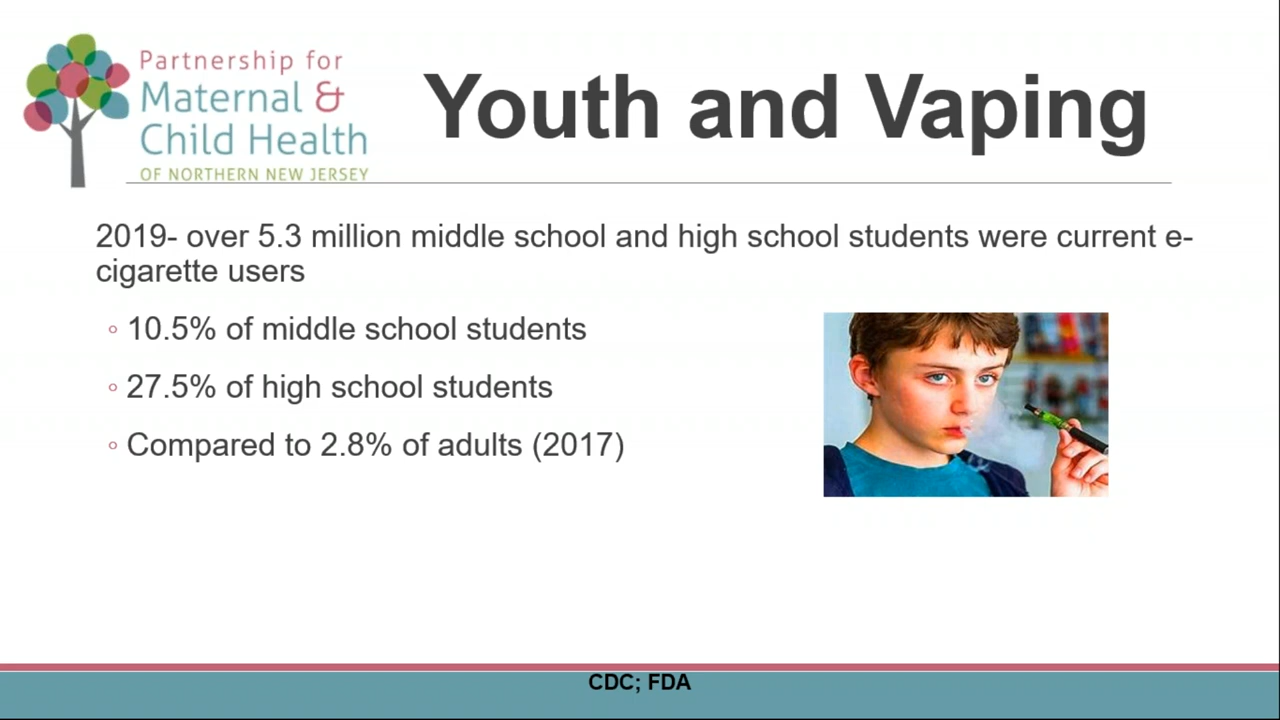 Partnership for
Maternal &
Child Health
OF NORTHERN NEW JERSEY
Youth and Vaping
2019- over 5.3 million middle school and high school students were current e-
cigarette users
◦ 10.5% of middle school students
◦ 27.5% of high school students
◦ Compared to 2.8% of adults (2017)
CDC; FDA